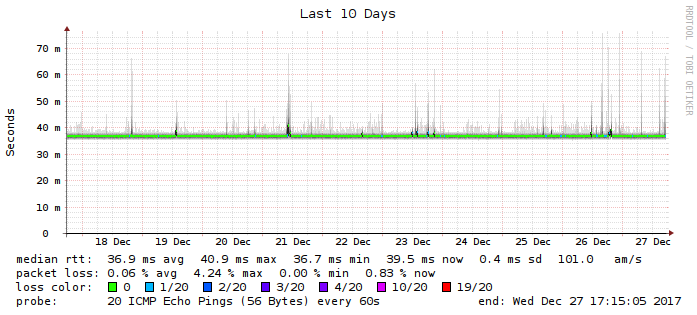 Last 10 Days
RRDTOOL / TOBI OETIKER
Seconds
70 m
60 m
50 m
40 m
30 m
20 m
10 m
0
18 Dec 19 Dec 20 Dec 21 Dec 22 Dec 23 Dec 24 Dec 25 Dec 26 Dec 27 Dec
median rtt: 36.9 ms avg 40.9 ms max 36.7 ms min 39.5 ms now 0.4 ms sd 101.0 am/s
packet loss: 0.06 % avg 4.24 % max 0.00 % min 0.83 % now
loss color: 0 1/20 2/20 3/20 4/20 10/20 19/20
probe: 20 ICMP Echo Pings (56 Bytes) every 60s end: Wed Dec 27 17:15:05 2017